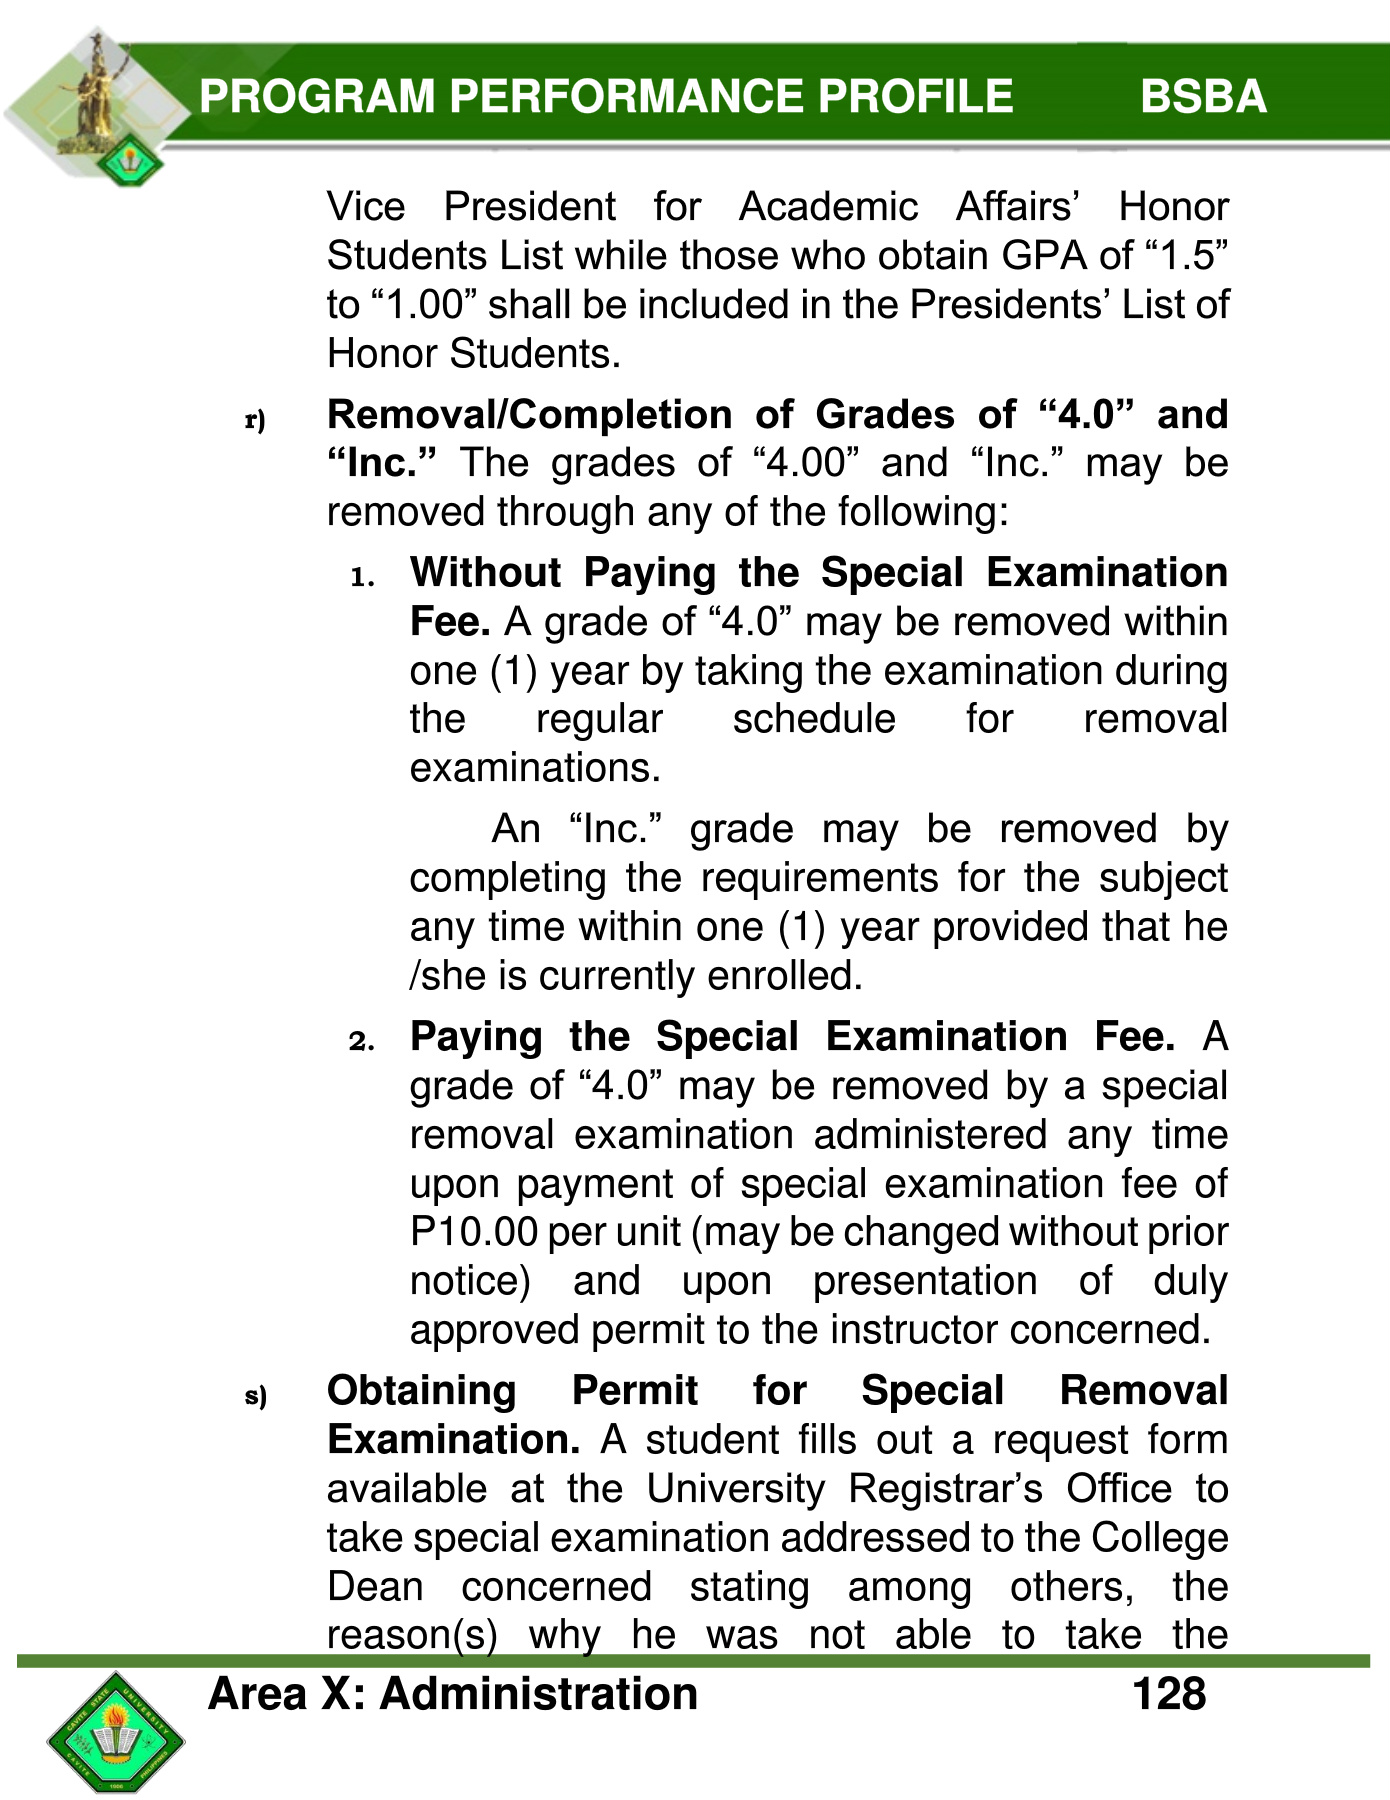 PROGRAM PERFORMANCE PROFILE BSBA
Vice President for Academic Affairs’ Honor
Students List while those who obtain GPA of “1.5”
to “1.00” shall be included in the Presidents’ List of
Honor Students.
r) Removal/Completion of Grades of “4.0” and
“Inc.” The grades of “4.00” and “Inc.” may be
removed through any of the following:
1. Without Paying the Special Examination
Fee. A grade of “4.0” may be removed within
one (1) year by taking the examination during
the regular schedule for removal
examinations.
An “Inc.” grade may be removed by
completing the requirements for the subject
any time within one (1) year provided that he
/she is currently enrolled.
2. Paying the Special Examination Fee. A
grade of “4.0” may be removed by a special
removal examination administered any time
upon payment of special examination fee of
P10.00 per unit (may be changed without prior
notice) and upon presentation of duly
approved permit to the instructor concerned.
s) Obtaining Permit for Special Removal
Examination. A student fills out a request form
available at the University Registrar’s Office to
take special examination addressed to the College
Dean concerned stating among others, the
reason(s) why he was not able to take the
Area X: Administration 128
CAVITE STATE UNIVERSITY
CAVITE 1906 PHILIPPINES